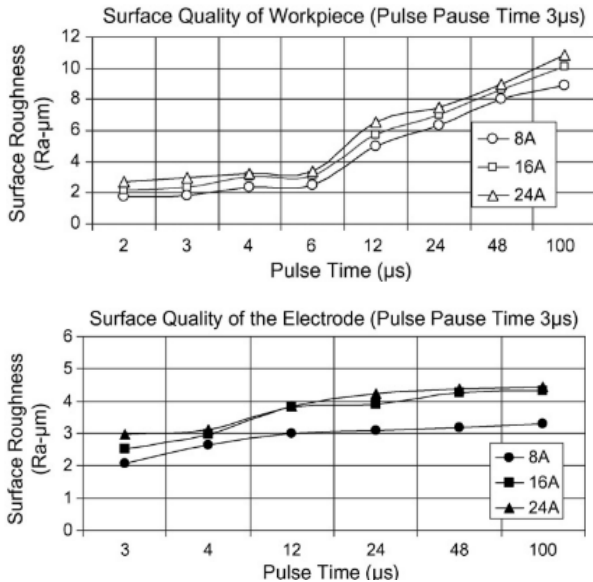 Surface Quality of Workpiece (Pulse Pause Time 3µs)
12
10
8
6
4
2
0
Surface Roughness
(Ra-µm)
8A
16A
24A
2 3 4 6 12 24 48 100
Pulse Time (µs)
Surface Quality of the Electrode (Pulse Pause Time 3µs)
6
5
4
3
2
1
0
Surface Roughness
(Ra-µm)
8A
16A
24A
3 4 12 24 48 100
Pulse Time (µs)